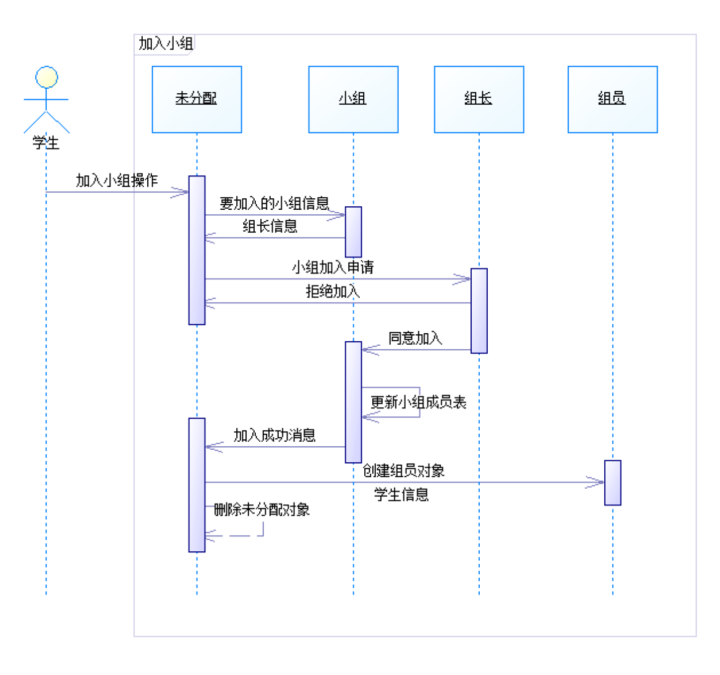 加入小组
未分配
小组
组长
组员
学生
加入小组操作
要加入的小组信息
组长信息
小组加入申请
拒绝加入
同意加入
更新小组成员表
加入成功消息
创建组员对象
学生信息
删除未分配对象